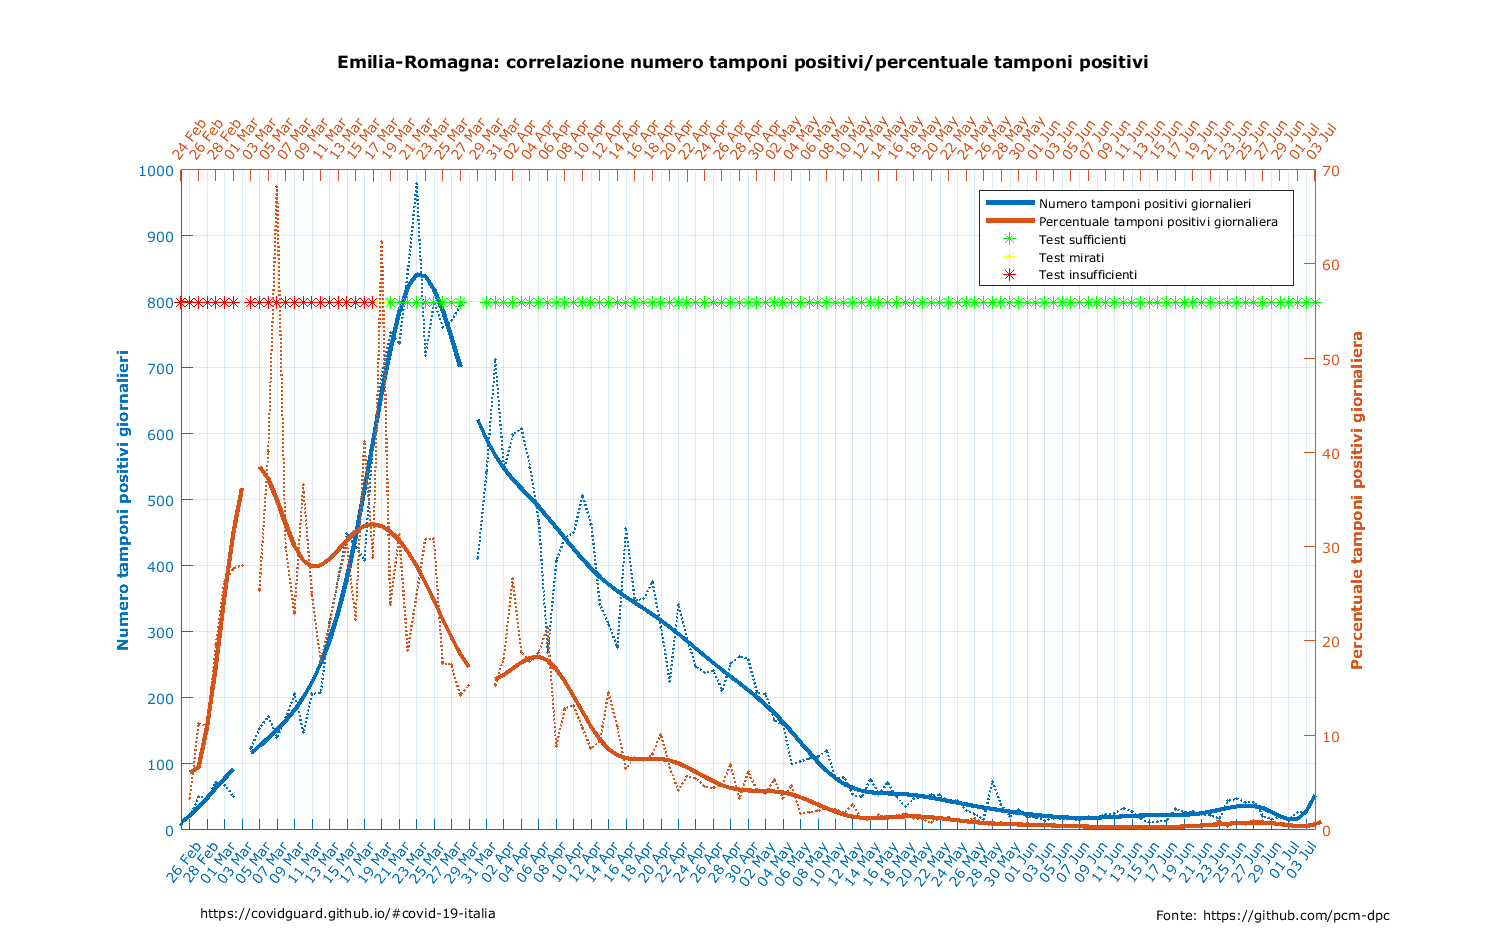 Emilia-Romagna: correlazione numero tamponi positivi/percentuale tamponi positivi
24 Feb
26 Feb
28 Feb
01 Mar
03 Mar
05 Mar
07 Mar
09 Mar
11 Mar
13 Mar
15 Mar
17 Mar
19 Mar
21 Mar
23 Mar
25 Mar
27 Mar
29 Mar
31 Mar
02 Apr
04 Apr
06 Apr
08 Apr
10 Apr
12 Apr
14 Apr
16 Apr
18 Apr
20 Apr
22 Apr
24 Apr
26 Apr
28 Apr
30 Apr
02 May
04 May
06 May
08 May
10 May
12 May
14 May
16 May
18 May
20 May
22 May
24 May
26 May
28 May
30 May
01 Jun
03 Jun
05 Jun
07 Jun
09 Jun
11 Jun
13 Jun
15 Jun
17 Jun
19 Jun
21 Jun
23 Jun
25 Jun
27 Jun
29 Jun
01 Jul
03 Jul
1000
900
800
700
600
500
400
300
200
100
0
Numero tamponi positivi giornalieri
Numero tamponi positivi giornalieri
Percentuale tamponi positivi giornaliera
Test sufficienti
Test mirati
Test insufficienti
70
60
50
40
30
20
10
0
Percentuale tamponi positivi giornaliera
26 Feb
28 Feb
01 Mar
03 Mar
05 Mar
07 Mar
09 Mar
11 Mar
13 Mar
15 Mar
17 Mar
19 Mar
21 Mar
23 Mar
25 Mar
27 Mar
29 Mar
31 Mar
02 Apr
04 Apr
06 Apr
08 Apr
10 Apr
12 Apr
14 Apr
16 Apr
18 Apr
20 Apr
22 Apr
24 Apr
26 Apr
28 Apr
30 Apr
02 May
04 May
06 May
08 May
10 May
12 May
14 May
16 May
18 May
20 May
22 May
24 May
26 May
28 May
30 May
01 Jun
03 Jun
05 Jun
07 Jun
09 Jun
11 Jun
13 Jun
15 Jun
17 Jun
19 Jun
21 Jun
23 Jun
25 Jun
27 Jun
29 Jun
01 Jul
03 Jul
https://covidguard.github.io/#covid-19-italia
Fonte: https://github.com/pcm-dpc